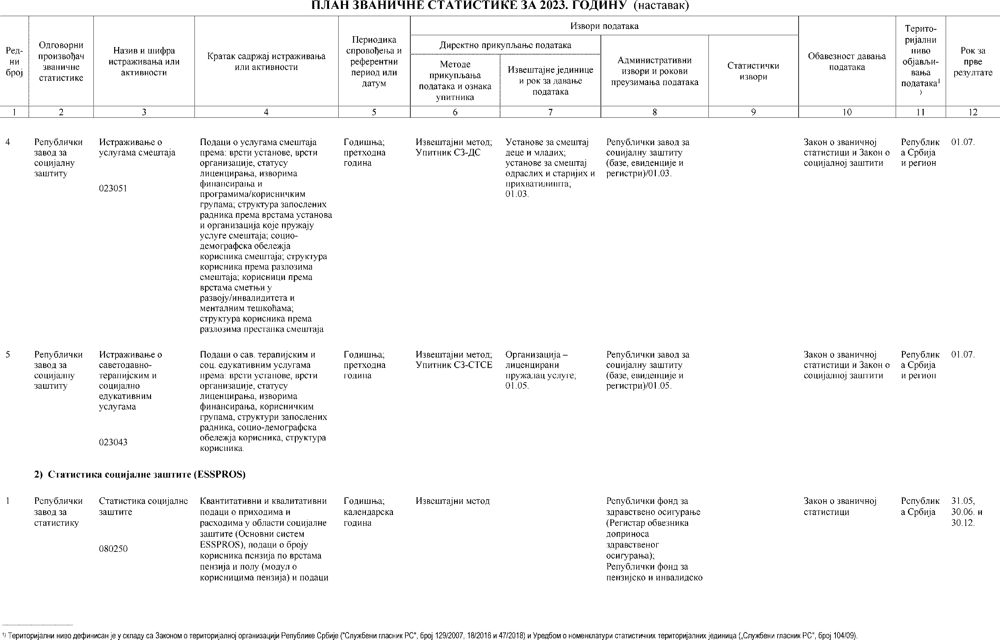 ПЛАН ЗВАНИЧНЕ СТАТИСТИКЕ ЗА 2023. ГОДИНУ (наставак)
Ред-
ни
број
Одговорни
произвођач
званичне
статистике
Назив и шифра
истраживања или
активности
Кратак садржај истраживања
или активности
Периодика
спровођења и
референтни
период или
датум
Извори података
Директно прикупљање података
Методе
прикупљања
података и ознака
упитника
Извештајне јединице
и рок за давање
података
Административни
извори и рокови
преузимања података
Статистички
извори
Обавезност давања
података
Терито-
ријални
ниво
објављи-
вања
података¹
)
Рок за
прве
резултате
1 2 3 4 5 6 7 8 9 10 11 12
4
Републички
завод за
социјалну
заштиту
Истраживање о
услугама смештаја
023051
Подаци о услугама смештаја
према: врсти установе, врсти
организације, статусу
лиценцирања, изворима
финансирања и
програмима/корисничким
групама; структура запослених
радника према врстама установа
и организација које пружају
услуге смештаја; социо-
демографска обележја
корисника смештаја; структура
корисника према разлозима
смештаја; корисници према
врстама сметњи у
развоју/инвалидитета и
менталним тешкоћама;
структура корисника према
разлозима престанка смештаја
Годишња;
претходна
година
Извештајни метод;
Упитник СЗ-ДС
Установе за смештај
деце и младих;
установе за смештај
одраслих и старијих и
прихватилишта;
01.03.
Републички завод за
социјалну заштиту
(базе, евиденције и
регистри)/01.03.
Закон о званичној
статистици и Закон о
социјалној заштити
Републик
а Србија
и регион
01.07.
5
Републички
завод за
социјалну
заштиту
Истраживање о
саветодавно-
терапијским и
социјално
едукативним
услугама
023043
Подаци о сав. терапијским и
соц. едукативним услугама
према: врсти установе, врсти
организације, статусу
лиценцирања, изворима
финансирања, корисничким
групама, структури запослених
радника, социо-демографска
обележја корисника, структура
корисника.
Годишња;
претходна
година
Извештајни метод;
Упитник СЗ-СТСЕ
Организација –
лиценцирани
пружалац услуге;
01.05.
Републички завод за
социјалну заштиту
(базе, евиденције и
регистри)/01.05.
Закон о званичној
статистици и Закон о
социјалној заштити
Републик
а Србија
и регион
01.07.
2) Статистика социјалне заштите (ESSPROS)
1
Републички
завод за
статистику
Статистика социјалне
заштите
080250
Квантитативни и квалитативни
подаци о приходима и
расходима у области социјалне
заштите (Основни систем
ESSPROS), подаци о броју
корисника пензија по врстама
пензија и полу (модул о
корисницима пензија) и подаци
Годишња;
календарска
година
Извештајни метод
Републички фонд за
здравствено осигурање
(Регистар обвезника
доприноса
здравственог
осигурања);
Републички фонд за
пензијско и инвалидско
Закон о званичној
статистици
Републик
а Србија
31.05,
30.06. и
30.12.
¹⁾ Територијални ниво дефинисан је у складу са Законом о територијалној организацији Републике Србије ("Службени гласник РС", број 129/2007, 18/2016 и 47/2018) и Уредбом о номенклатури статистичких територијалних јединица („Службени гласник РС", број 104/09).